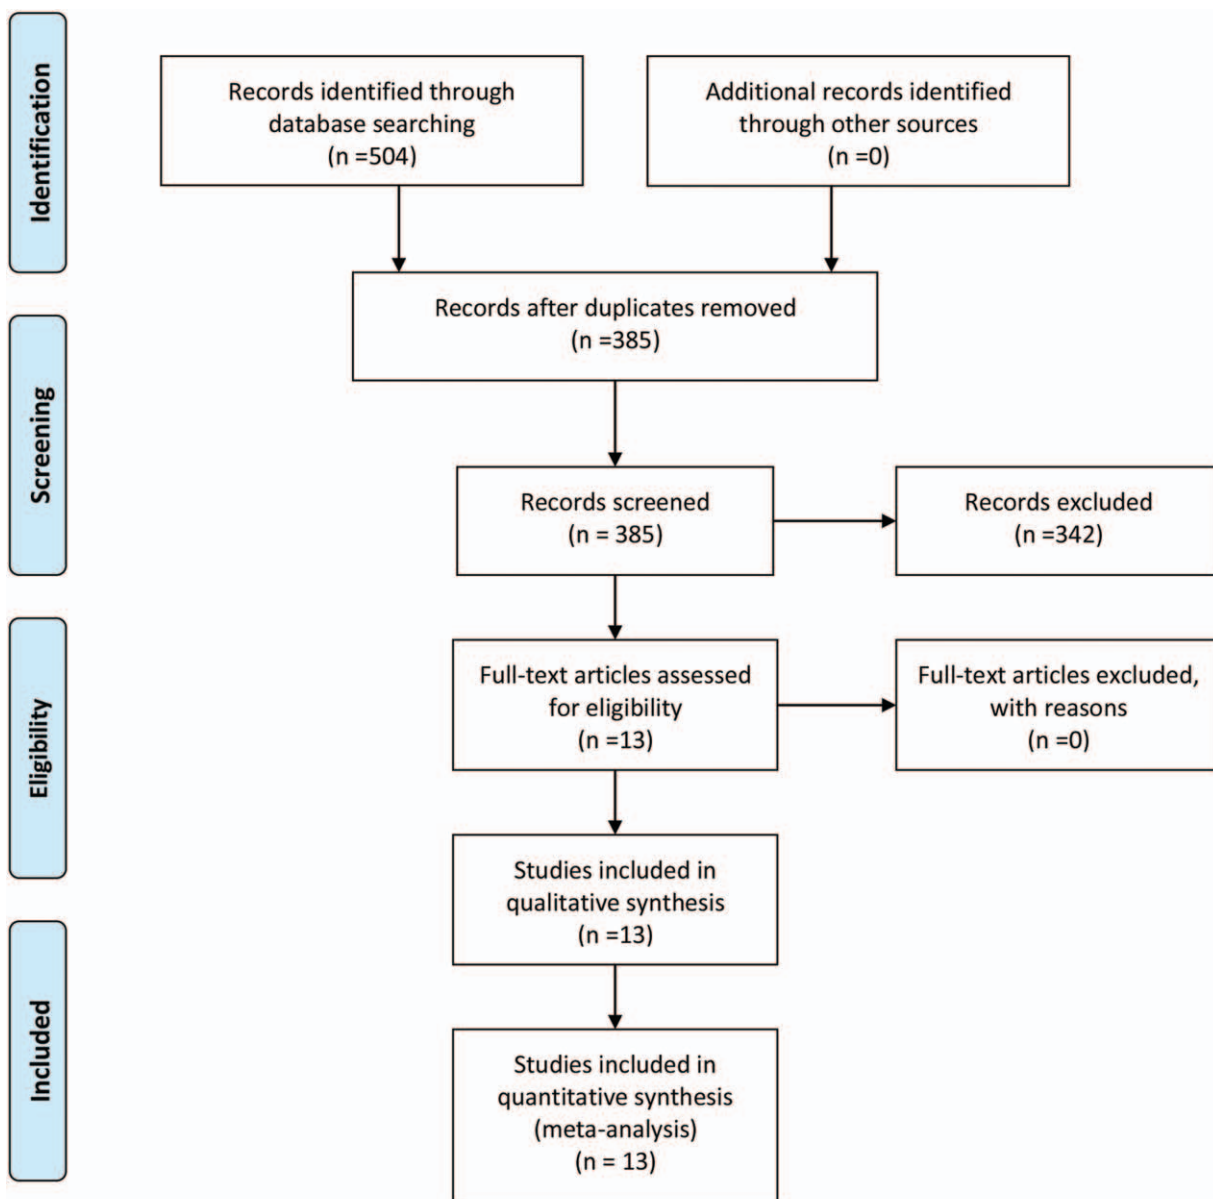 Identification
Records identified through
database searching
(n =504)
Additional records identified
through other sources
(n =0)
Records after duplicates removed
(n =385)
Screening
Records screened
(n = 385)
Records excluded
(n =342)
Eligibility
Full-text articles assessed
for eligibility
(n =13)
Full-text articles excluded,
with reasons
(n =0)
Studies included in
qualitative synthesis
(n =13)
Included
Studies included in
quantitative synthesis
(meta-analysis)
(n = 13)